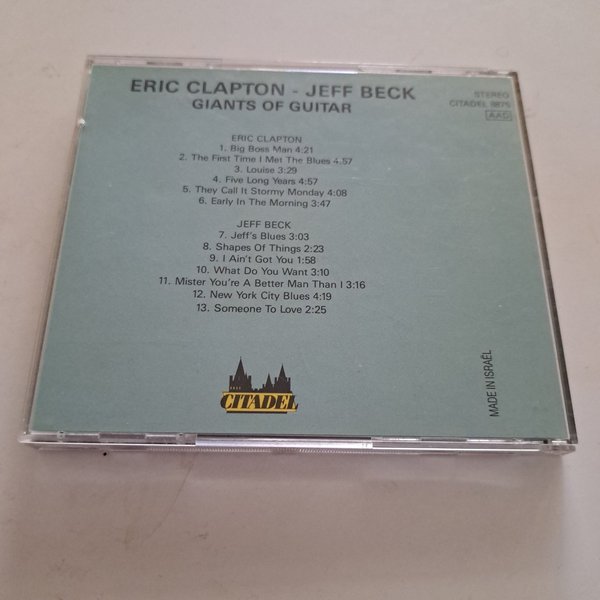 ERIC CLAPTON - JEFF BECK
GIANTS OF GUITAR
STEREO
CITADEL 8875
AAD
ERIC CLAPTON
1. Big Boss Man 4:21
2. The First Time I Met The Blues 4.57
3. Louise 3:29
4. Five Long Years 4:57
5. They Call It Stormy Monday 4:08
6. Early In The Morning 3:47
JEFF BECK
7. Jeff's Blues 3:03
8. Shapes Of Things 2:23
9. I Ain't Got You 1:58
10. What Do You Want 3:10
11. Mister You're A Better Man Than I 3:16
12. New York City Blues 4:19
13. Someone To Love 2:25
CITADEL
MADE IN ISRAËL